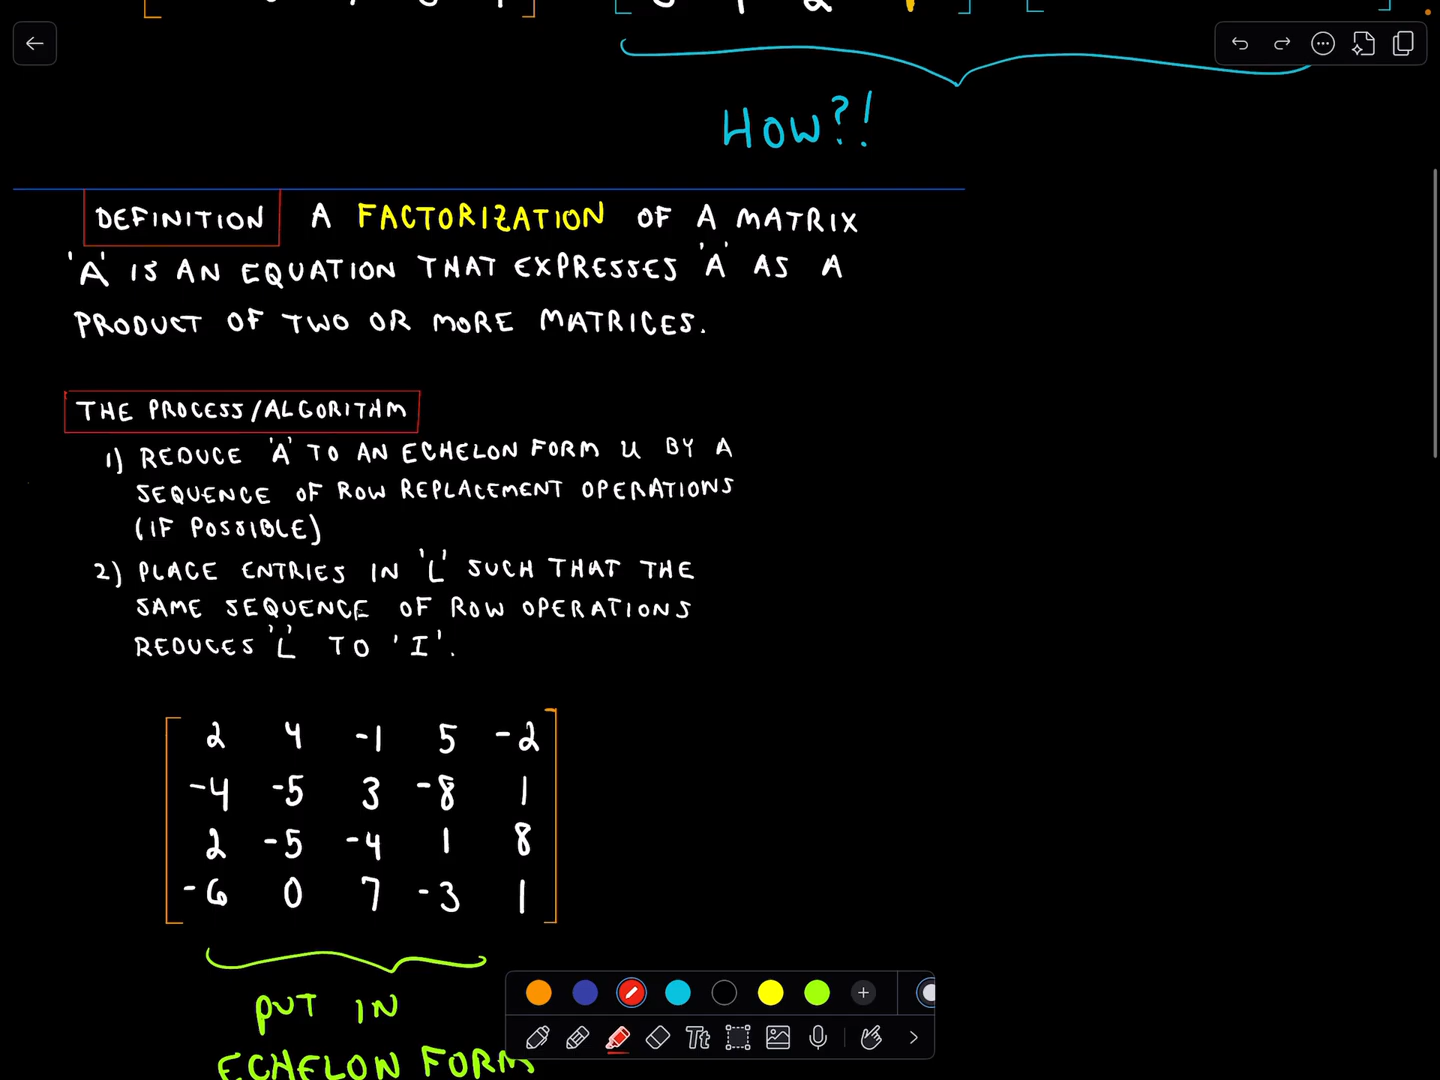 HOW?!
DEFINITION A FACTORIZATION OF A MATRIX
'A' IS AN EQUATION THAT EXPRESSES 'A' AS A
PRODUCT OF TWO OR MORE MATRICES.
THE PROCESS/ALGORITHM
1) REDUCE 'A' TO AN ECHELON FORM U BY A
SEQUENCE OF ROW REPLACEMENT OPERATIONS
(IF POSSIBLE)
2) PLACE ENTRIES IN 'L' SUCH THAT THE
SAME SEQUENCE OF ROW OPERATIONS
REDUCES 'L' TO 'I'.
2 4 -1 5 -2
-4 -5 3 -8 1
2 -5 -4 1 8
-6 0 7 -3 1
PUT IN
ECHELON FORM
Tt